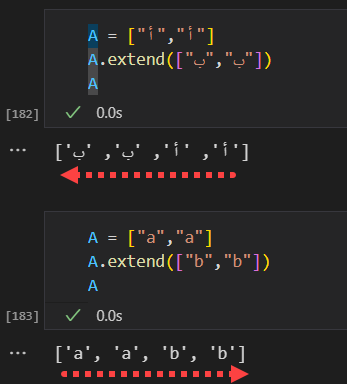 A = ["أ","أ"]
A.extend(["ب","ب"])
A
[182]
0.0s
['أ', 'أ', 'ب', 'ب']
A = ["a","a"]
A.extend(["b","b"])
A
[183]
0.0s
['a', 'a', 'b', 'b']